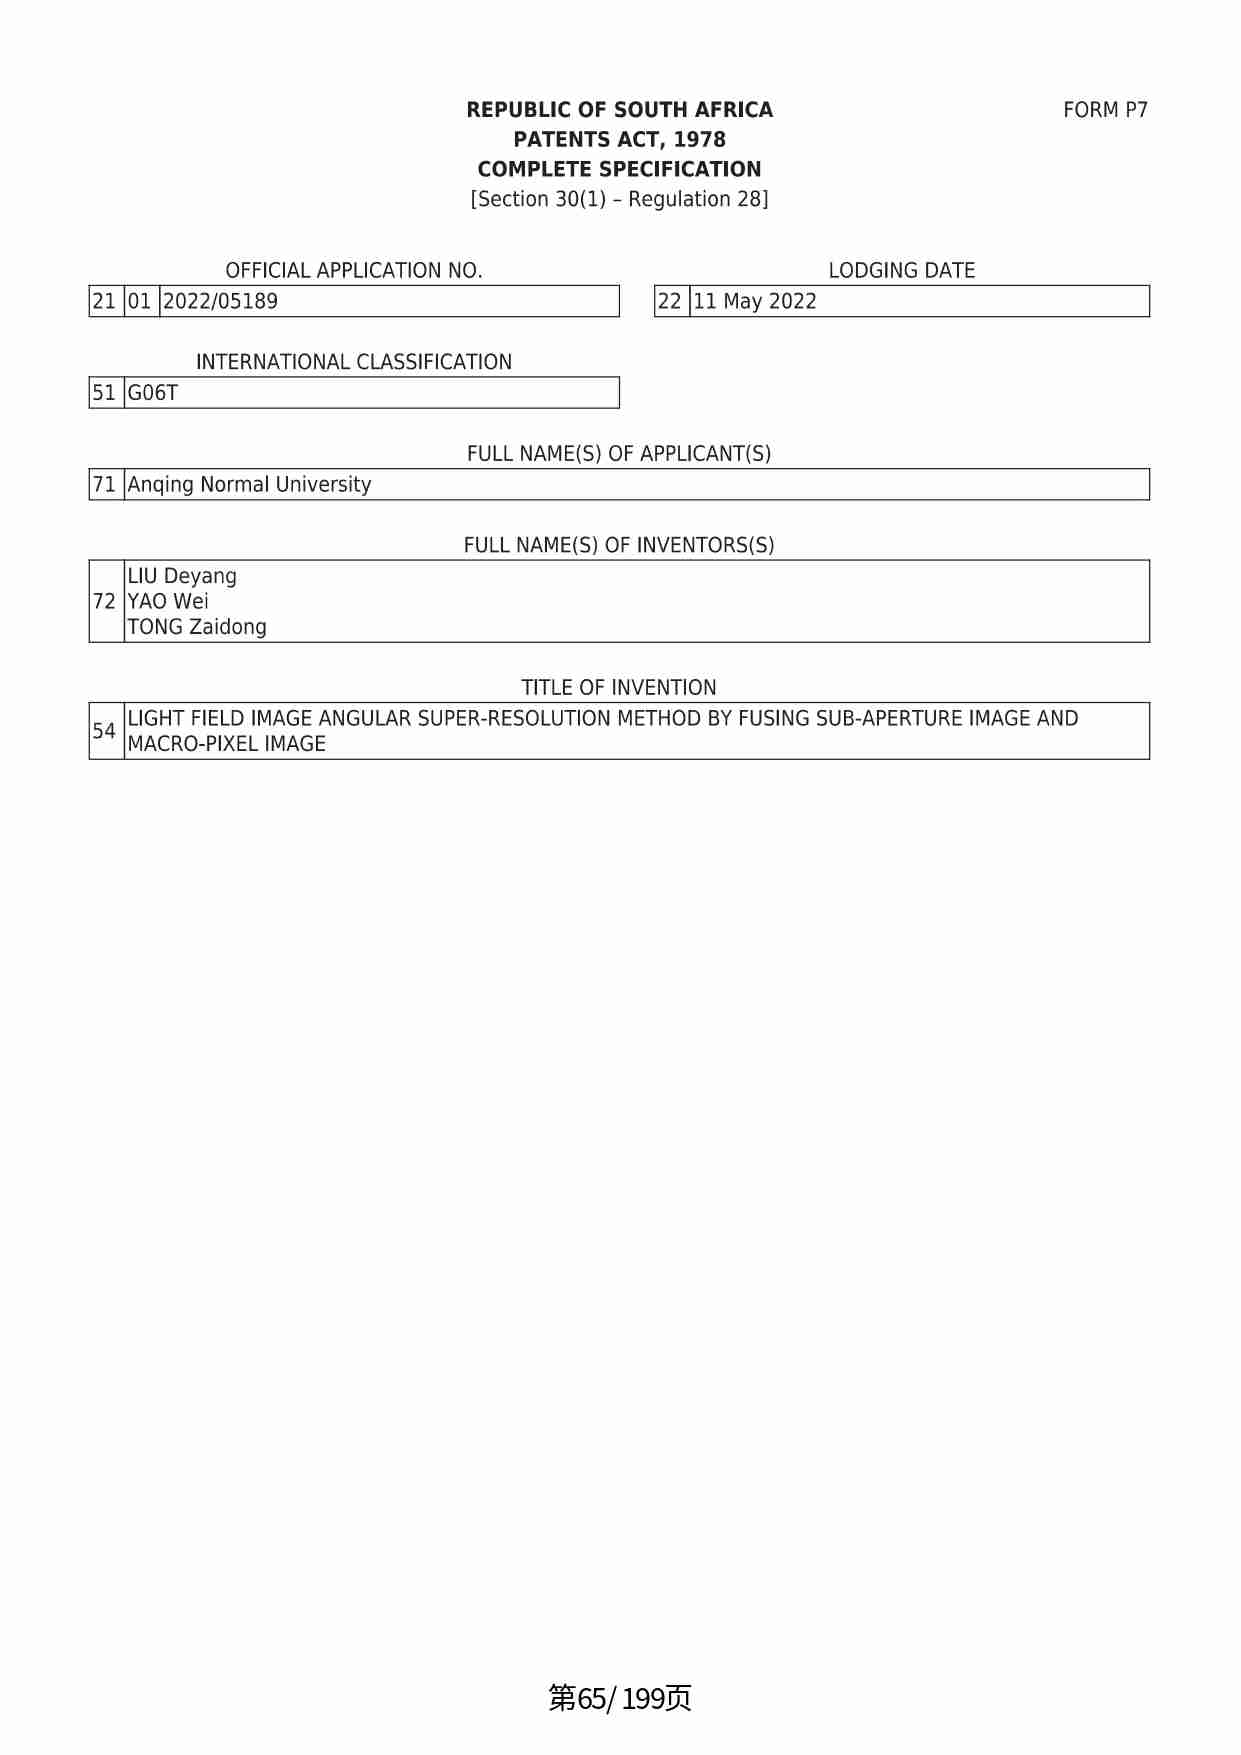 REPUBLIC OF SOUTH AFRICA
FORM P7
PATENTS ACT, 1978
COMPLETE SPECIFICATION
[Section 30(1) – Regulation 28]
OFFICIAL APPLICATION NO.
LODGING DATE
21 01 2022/05189
22 11 May 2022
INTERNATIONAL CLASSIFICATION
51 G06T
FULL NAME(S) OF APPLICANT(S)
71 Anqing Normal University
FULL NAME(S) OF INVENTORS(S)
LIU Deyang
72 YAO Wei
TONG Zaidong
TITLE OF INVENTION
54 LIGHT FIELD IMAGE ANGULAR SUPER-RESOLUTION METHOD BY FUSING SUB-APERTURE IMAGE AND
MACRO-PIXEL IMAGE
第65/ 199页